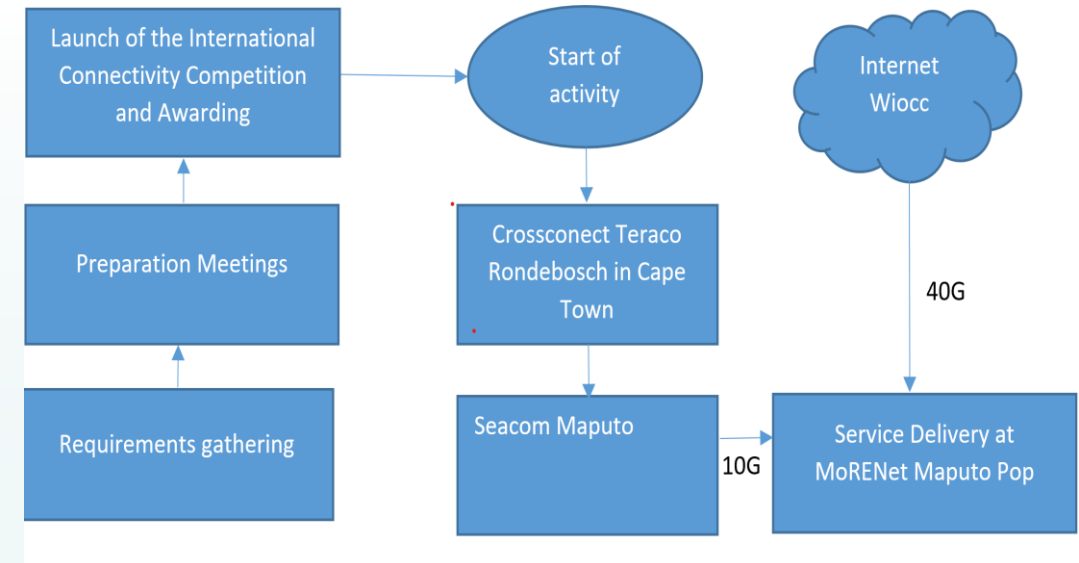 Launch of the International
Connectivity Competition
and Awarding
Start of
activity
Internet
Wiocc
Preparation Meetings
Crossconect Teraco
Rondebosch in Cape
Town
40G
Requirements gathering
Seacom Maputo
10G
Service Delivery at
MoRENet Maputo Pop